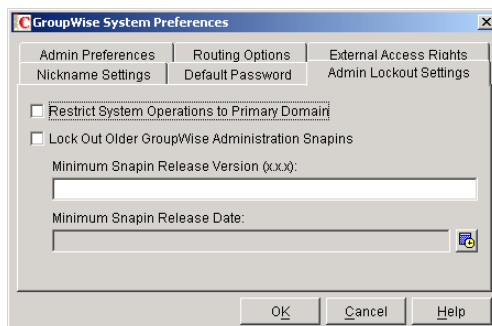 GroupWise System Preferences
Admin Preferences
Routing Options
External Access Rights
Nickname Settings
Default Password
Admin Lockout Settings
Restrict System Operations to Primary Domain
Lock Out Older GroupWise Administration Snapins
Minimum Snapin Release Version (x.x.x):
Minimum Snapin Release Date:
OK
Cancel
Help